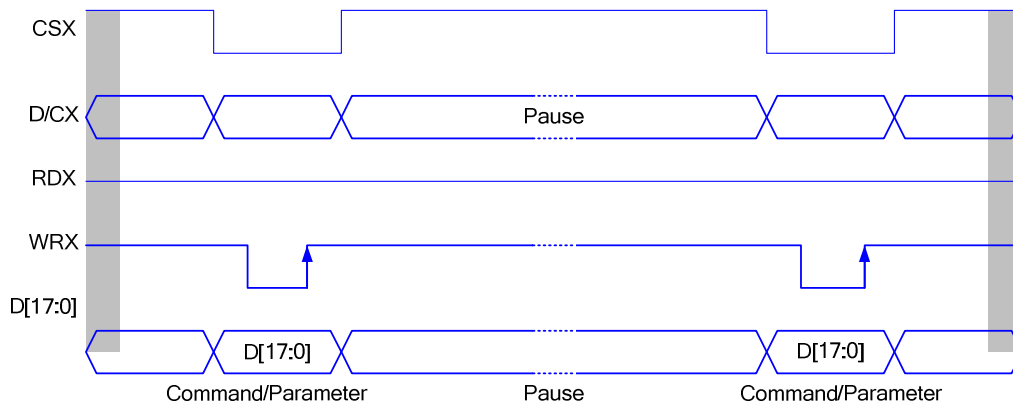 CSX
D/CX
Pause
RDX
WRX
D[17:0]
D[17:0]
D[17:0]
Command/Parameter
Pause
Command/Parameter